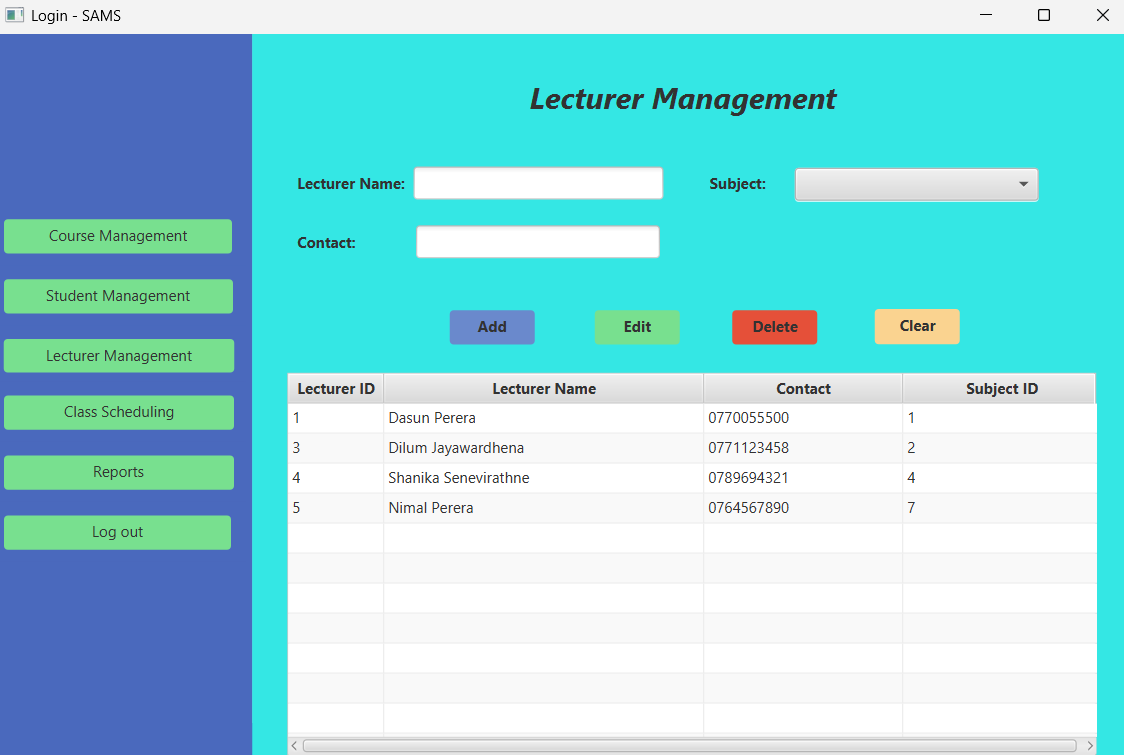 Login - SAMS
Lecturer Management
Lecturer Name:
Subject:
Contact:
Course Management
Student Management
Lecturer Management
Class Scheduling
Reports
Log out
Add Edit Delete Clear
Lecturer ID Lecturer Name Contact Subject ID
1 Dasun Perera 0770055500 1
3 Dilum Jayawardhena 0771123458 2
4 Shanika Senevirathne 0789694321 4
5 Nimal Perera 0764567890 7